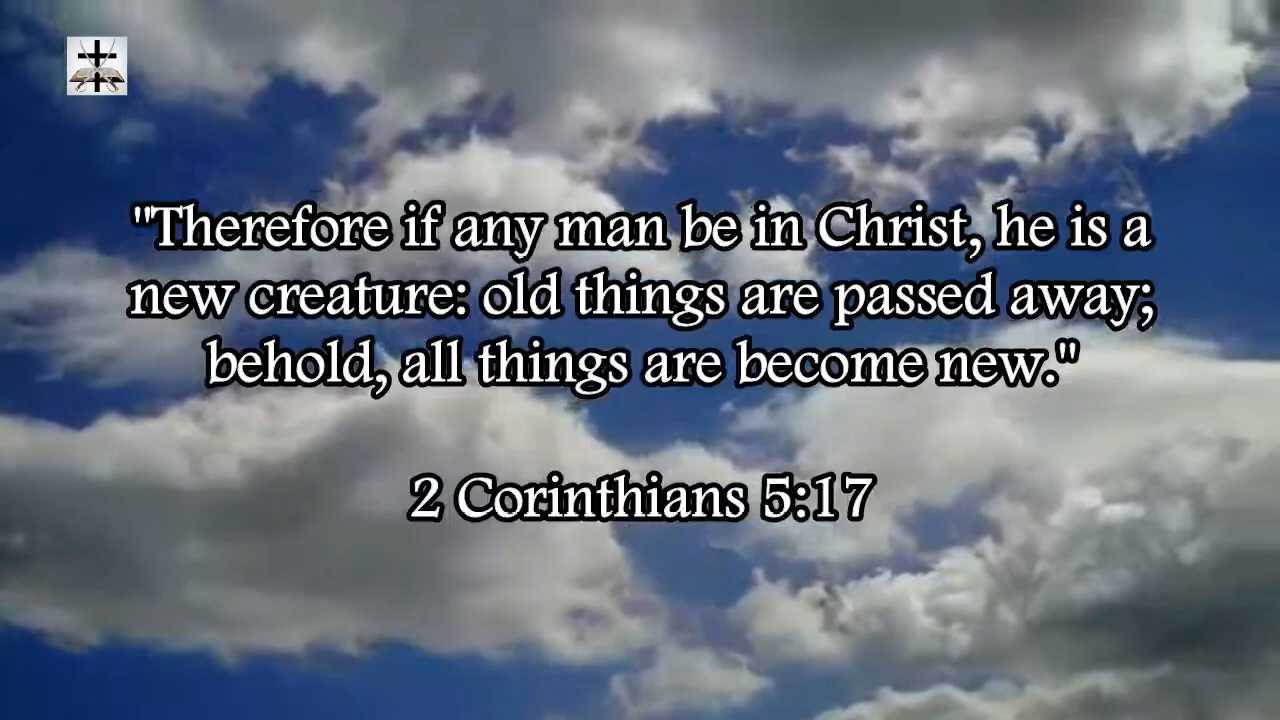 "Therefore if any man be in Christ, he is a
new creature: old things are passed away;
behold, all things are become new."
2 Corinthians 5:17